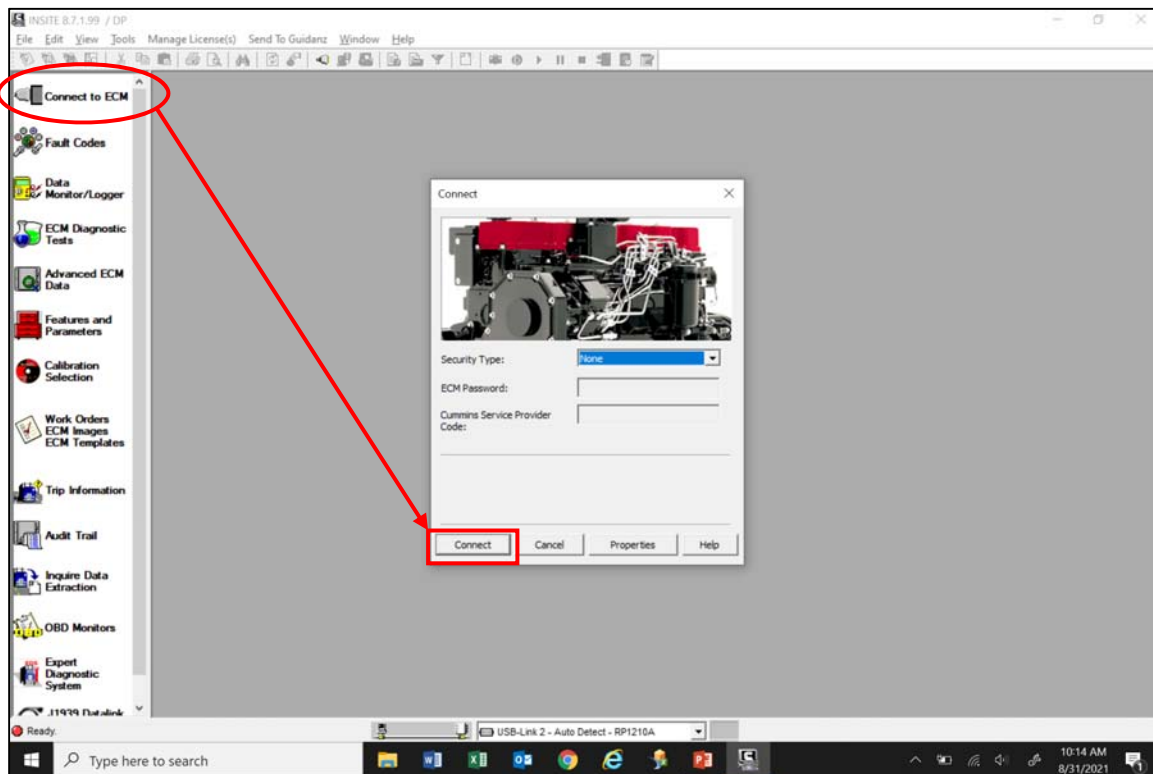 INSITE 8.7.1.99 / DP
File Edit View Tools Manage License(s) Send To Guidanz Window Help
Connect to ECM
Fault Codes
Data
Monitor/Logger
ECM Diagnostic
Tests
Advanced ECM
Data
Features and
Parameters
Calibration
Selection
Work Orders
ECM Images
ECM Templates
Trip Information
Audit Trail
Inquire Data
Extraction
OBD Monitors
Expert
Diagnostic
System
J1939 Datalink
Connect
Security Type: None
ECM Password:
Cummins Service Provider
Code:
Connect Cancel Properties Help
Ready.
USB-Link 2 - Auto Detect - RP1210A
Type here to search
10:14 AM
8/31/2021